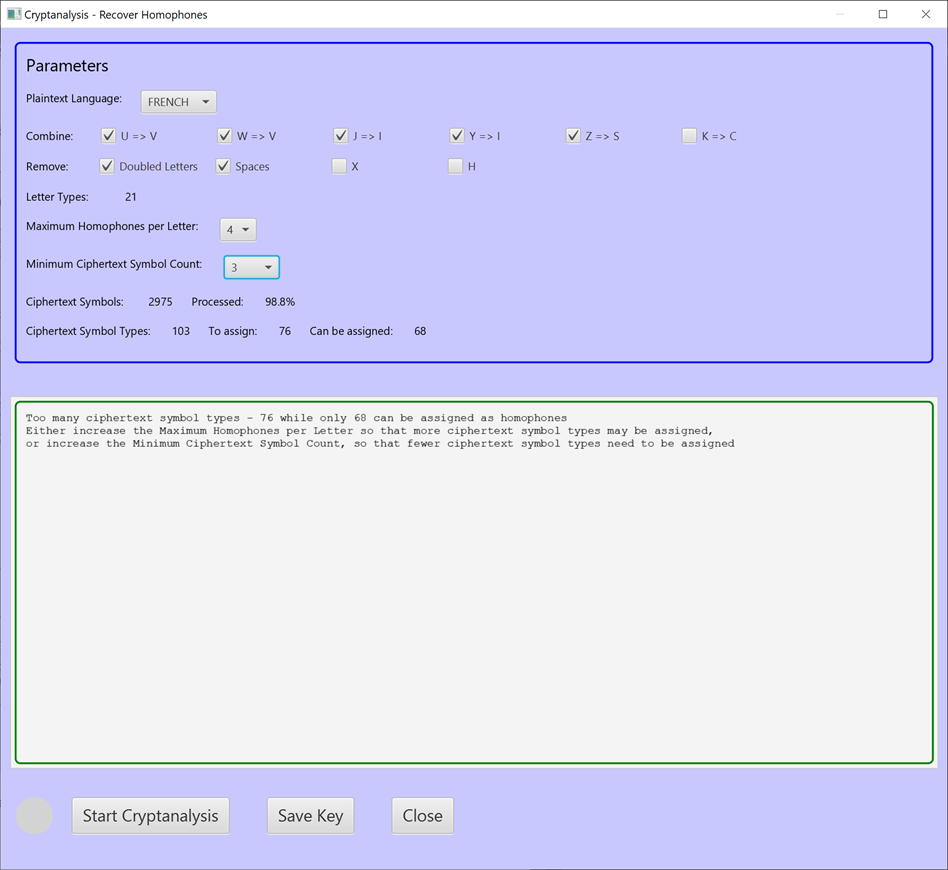 Cryptanalysis - Recover Homophones
Parameters
Plaintext Language: FRENCH
Combine: U => V W => V J => I Y => I Z => S K => C
Remove: Doubled Letters Spaces X H
Letter Types: 21
Maximum Homophones per Letter: 4
Minimum Ciphertext Symbol Count: 3
Ciphertext Symbols: 2975 Processed: 98.8%
Ciphertext Symbol Types: 103 To assign: 76 Can be assigned: 68
Too many ciphertext symbol types - 76 while only 68 can be assigned as homophones
Either increase the Maximum Homophones per Letter so that more ciphertext symbol types may be assigned,
or increase the Minimum Ciphertext Symbol Count, so that fewer ciphertext symbol types need to be assigned
Start Cryptanalysis Save Key Close